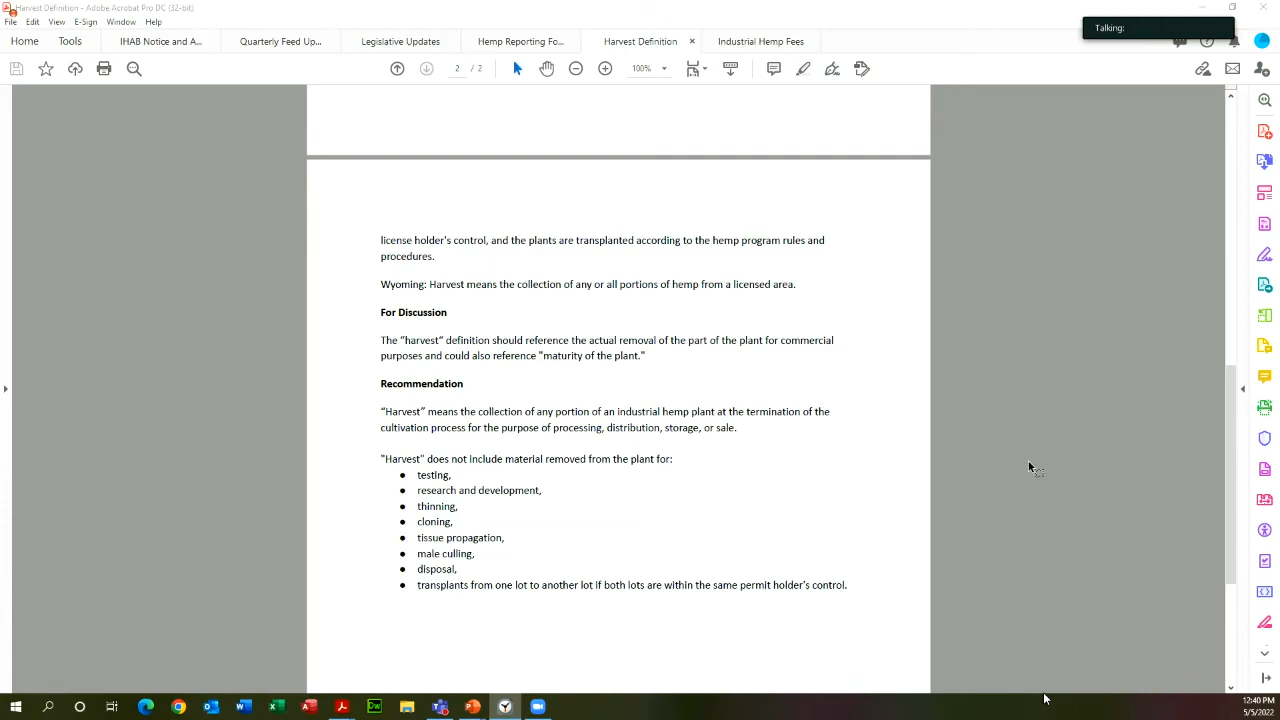 Harvest Definition - Adobe Acrobat Pro DC (32-bit)
File Edit View E-Sign Window Help
Talking:
Home Tools IHAB Notice and A... Quarterly Feed Up... Legislative Updates Hemp Reporting Fo... Harvest Definition × Industrial Hemp Fees
2 / 2 100%
license holder's control, and the plants are transplanted according to the hemp program rules and
procedures.
Wyoming: Harvest means the collection of any or all portions of hemp from a licensed area.
For Discussion
The “harvest“ definition should reference the actual removal of the part of the plant for commercial
purposes and could also reference "maturity of the plant."
Recommendation
“Harvest” means the collection of any portion of an industrial hemp plant at the termination of the
cultivation process for the purpose of processing, distribution, storage, or sale.
"Harvest" does not include material removed from the plant for:
● testing,
● research and development,
● thinning,
● cloning,
● tissue propagation,
● male culling,
● disposal,
● transplants from one lot to another lot if both lots are within the same permit holder's control.
12:40 PM
5/5/2022